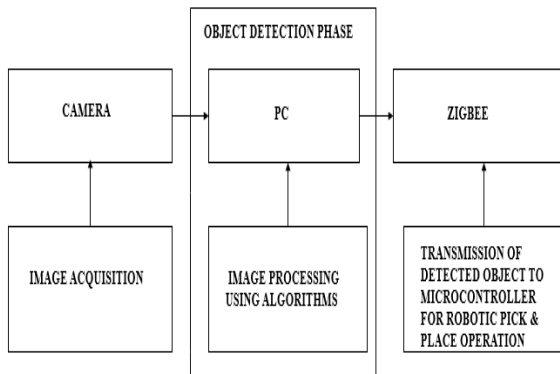 OBJECT DETECTION PHASE
CAMERA
PC
ZIGBEE
IMAGE ACQUISITION
IMAGE PROCESSING
USING ALGORITHMS
TRANSMISSION OF
DETECTED OBJECT TO
MICROCONTROLLER
FOR ROBOTIC PICK &
PLACE OPERATION